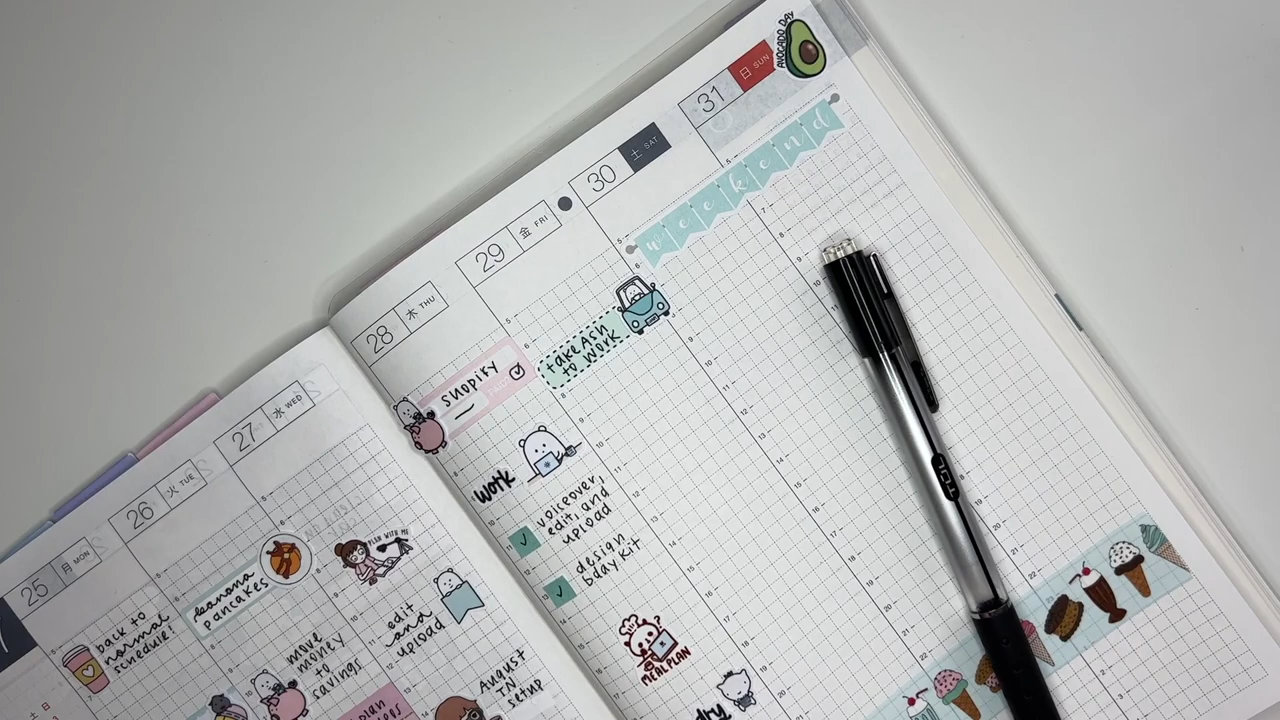 25 月 MON
26 火 TUE
27 水 WED
28 木 THU
29 金 FRI
30 土 SAT
31 日 SUN
AVOCADO DAY
weekend
back to
normal
schedule!
banana
pancakes
move
money
to
savings
PLAN WITH ME
edit
and
upload
August
TN
setup
plan
shopify
work
voiceover,
edit, and
upload
design
bday kit
MEAL PLAN
take Ash
to work
TUL